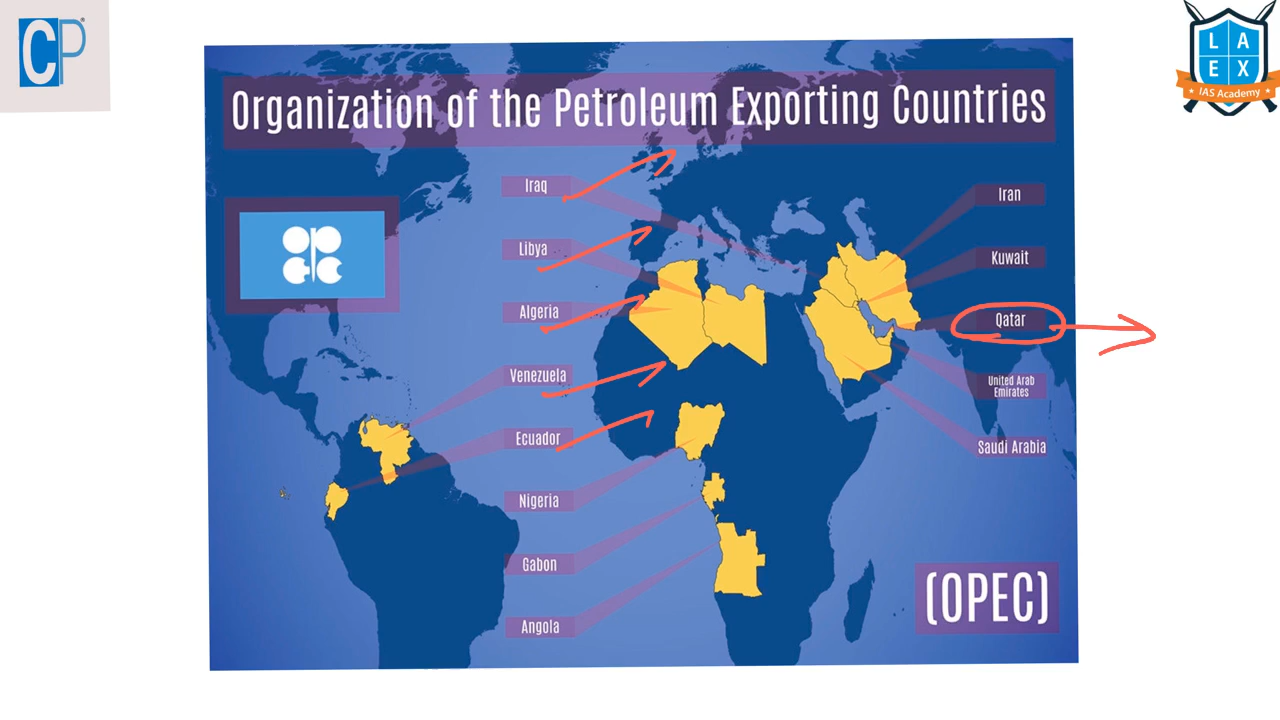 CP
L A
E X
IAS Academy
Organization of the Petroleum Exporting Countries
Iraq
Libya
Algeria
Venezuela
Ecuador
Nigeria
Gabon
Angola
Iran
Kuwait
Qatar
United Arab
Emirates
Saudi Arabia
(OPEC)